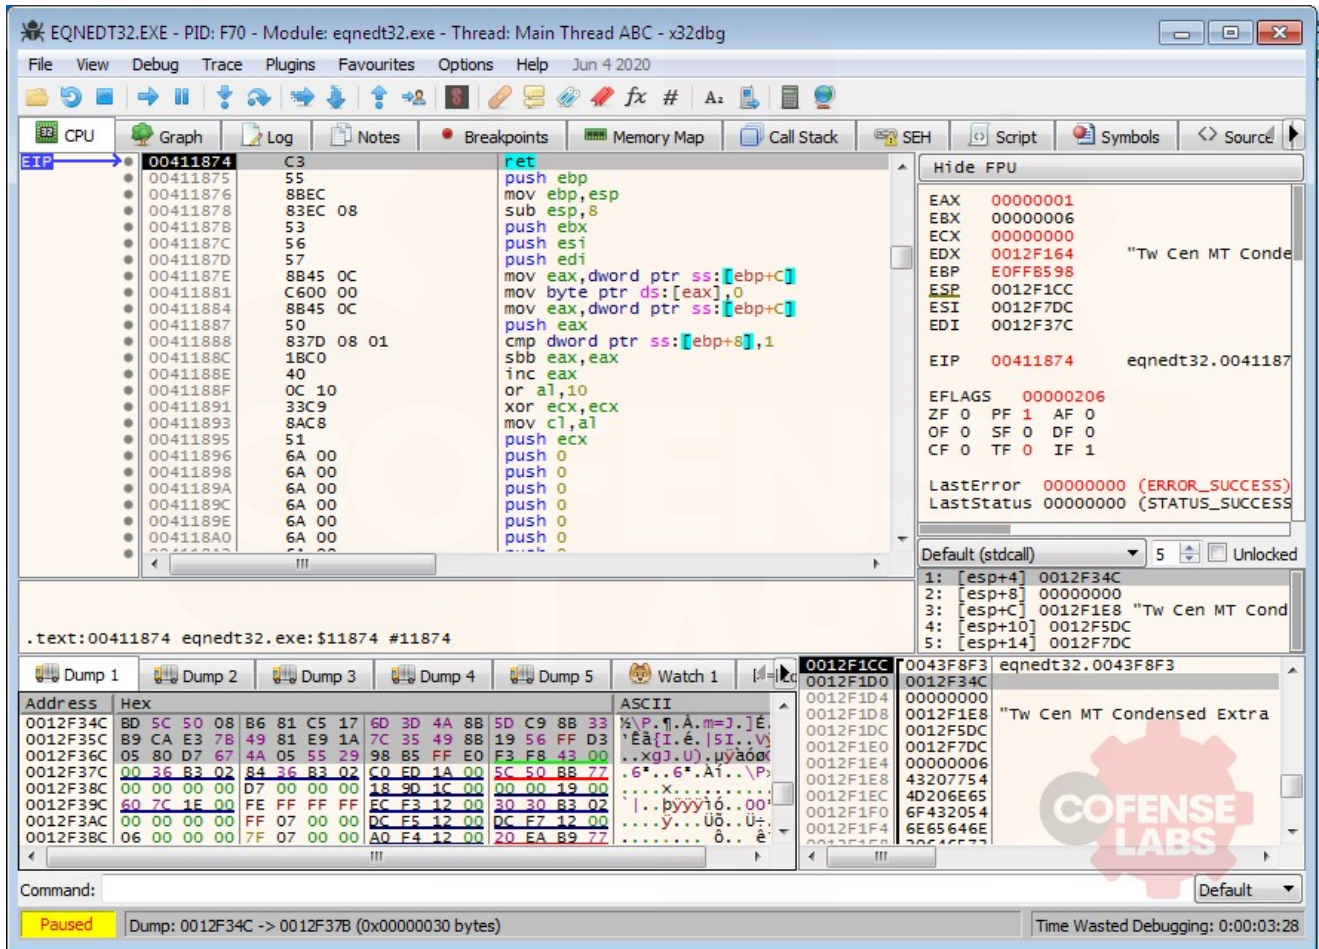 EQNEDT32.EXE - PID: F70 - Module: eqnedt32.exe - Thread: Main Thread ABC - x32dbg
File View Debug Trace Plugins Favourites Options Help Jun 4 2020
CPU Graph Log Notes Breakpoints Memory Map Call Stack SEH Script Symbols Source
EIP 00411874 C3 ret
00411875 55 push ebp
00411876 8BEC mov ebp,esp
00411878 83EC 08 sub esp,8
0041187B 53 push ebx
0041187C 56 push esi
0041187D 57 push edi
0041187E 8B45 0C mov eax,dword ptr ss:[ebp+C]
00411881 C600 00 mov byte ptr ds:[eax],0
00411884 8B45 0C mov eax,dword ptr ss:[ebp+C]
00411887 50 push eax
00411888 837D 08 01 cmp dword ptr ss:[ebp+8],1
0041188C 1BC0 sbb eax,eax
0041188E 40 inc eax
0041188F 0C 10 or al,10
00411891 33C9 xor ecx,ecx
00411893 8AC8 mov cl,al
00411895 51 push ecx
00411896 6A 00 push 0
00411898 6A 00 push 0
0041189A 6A 00 push 0
0041189C 6A 00 push 0
0041189E 6A 00 push 0
004118A0 6A 00 push 0
Hide FPU
EAX 00000001
EBX 00000006
ECX 00000000
EDX 0012F164 "Tw Cen MT Conde
EBP E0FFB598
ESP 0012F1CC
ESI 0012F7DC
EDI 0012F37C
EIP 00411874 eqnedt32.0041187
EFLAGS 00000206
ZF 0 PF 1 AF 0
OF 0 SF 0 DF 0
CF 0 TF 0 IF 1
LastError 00000000 (ERROR_SUCCESS)
LastStatus 00000000 (STATUS_SUCCESS
Default (stdcall) 5 Unlocked
1: [esp+4] 0012F34C
2: [esp+8] 00000000
3: [esp+C] 0012F1E8 "Tw Cen MT Cond
4: [esp+10] 0012F5DC
5: [esp+14] 0012F7DC
.text:00411874 eqnedt32.exe:$11874 #11874
Dump 1 Dump 2 Dump 3 Dump 4 Dump 5 Watch 1
Address Hex ASCII
0012F34C BD 5C 50 08 B6 81 C5 17 6D 3D 4A 8B 5D C9 8B 33 ½\P.¶.Å.m=J.]É.
0012F35C B9 CA E3 7B 49 81 E9 1A 7C 35 49 8B 19 56 FF D3
0012F36C 05 80 D7 67 4A 05 55 29 98 B5 FF E0 F3 F8 43 00
0012F37C 00 36 B3 02 84 36 B3 02 C0 ED 1A 00 5C 50 BB 77
0012F38C 00 00 00 00 D7 00 00 00 18 9D 1C 00 00 00 19 00
0012F39C 60 7C 1E 00 FE FF FF FF EC F3 12 00 30 30 B3 02
0012F3AC 00 00 00 00 FF 07 00 00 DC F5 12 00 DC F7 12 00
0012F3BC 06 00 00 00 7F 07 00 00 A0 F4 12 00 20 EA B9 77
0012F1CC 0043F8F3 eqnedt32.0043F8F3
0012F1D0 0012F34C
0012F1D4 00000000
0012F1D8 0012F1E8 "Tw Cen MT Condensed Extra
0012F1DC 0012F5DC
0012F1E0 0012F7DC
0012F1E4 00000006
0012F1E8 43207754
0012F1EC 4D206E65
0012F1F0 6F432054
0012F1F4 6E65646E
COFENSE
LABS
Command: Default
Paused Dump: 0012F34C -> 0012F37B (0x00000030 bytes) Time Wasted Debugging: 0:00:03:28